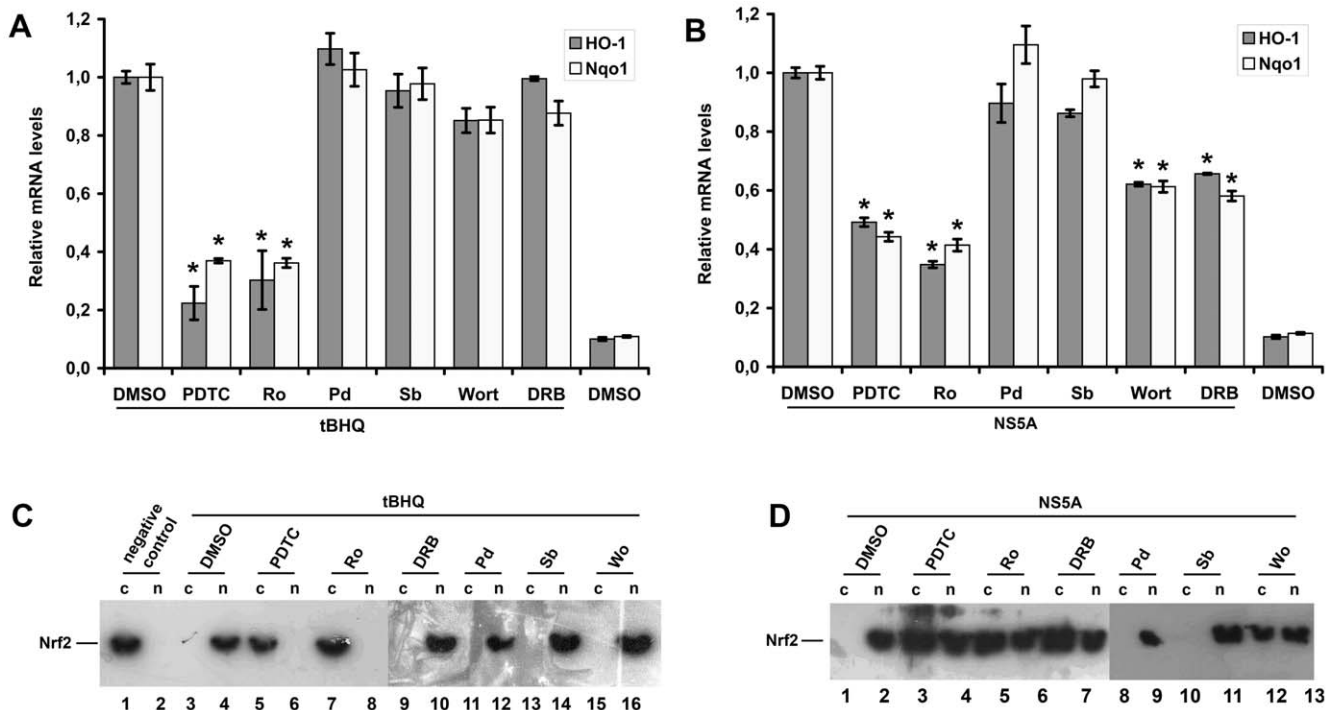 A
1,2
1,0
0,8
0,6
0,4
0,2
0,0
Relative mRNA levels
HO-1
Nqo1
* * * *
DMSO PDTC Ro Pd Sb Wort DRB DMSO
tBHQ
B
1,2
1,0
0,8
0,6
0,4
0,2
0,0
Relative mRNA levels
HO-1
Nqo1
* * * * * * * *
DMSO PDTC Ro Pd Sb Wort DRB DMSO
NS5A
C
tBHQ
negative control DMSO PDTC Ro DRB Pd Sb Wo
c n c n c n c n c n c n c n c n
Nrf2
1 2 3 4 5 6 7 8 9 10 11 12 13 14 15 16
D
NS5A
DMSO PDTC Ro DRB Pd Sb Wo
c n c n c n c n c n c n c n
Nrf2
1 2 3 4 5 6 7 8 9 10 11 12 13